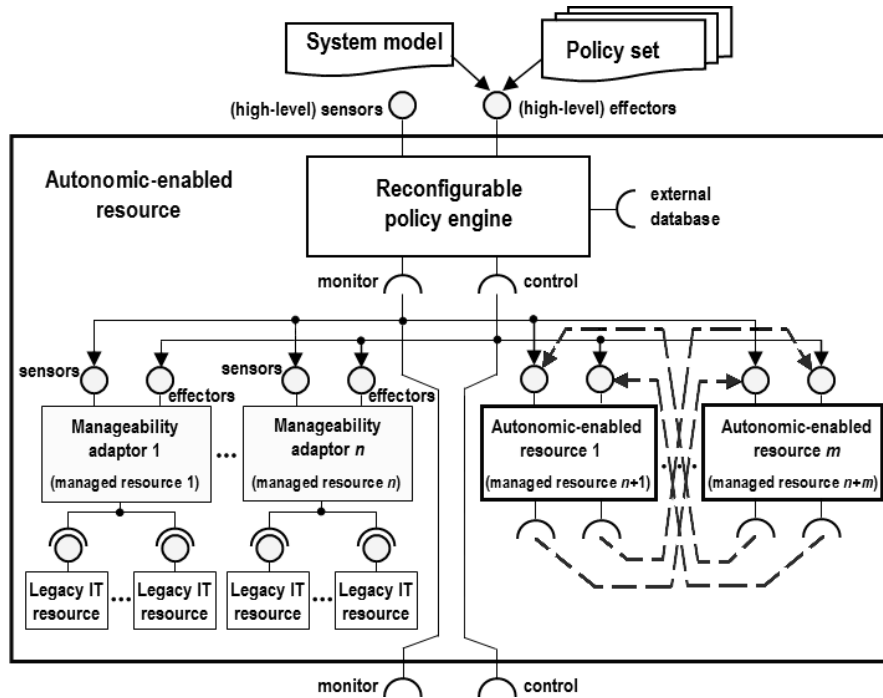 System model
Policy set
(high-level) sensors
(high-level) effectors
Autonomic-enabled
resource
Reconfigurable
policy engine
external
database
monitor
control
sensors
effectors
sensors
effectors
Manageability
adaptor 1
(managed resource 1)
...
Manageability
adaptor n
(managed resource n)
Autonomic-enabled
resource 1
(managed resource n+1)
...
Autonomic-enabled
resource m
(managed resource n+m)
Legacy IT
resource
...
Legacy IT
resource
Legacy IT
resource
...
Legacy IT
resource
monitor
control